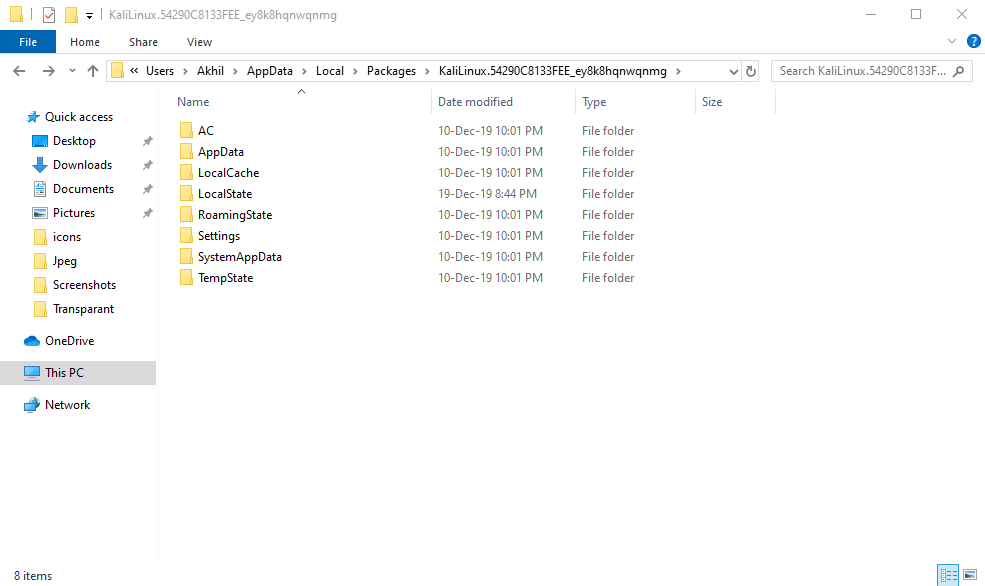 KaliLinux.54290C8133FEE_ey8k8hqnwqnmg
File Home Share View
« Users > Akhil > AppData > Local > Packages > KaliLinux.54290C8133FEE_ey8k8hqnwqnmg >
Search KaliLinux.54290C8133F...
Quick access
Desktop
Downloads
Documents
Pictures
icons
Jpeg
Screenshots
Transparant
OneDrive
This PC
Network
Name Date modified Type Size
AC 10-Dec-19 10:01 PM File folder
AppData 10-Dec-19 10:01 PM File folder
LocalCache 10-Dec-19 10:01 PM File folder
LocalState 19-Dec-19 8:44 PM File folder
RoamingState 10-Dec-19 10:01 PM File folder
Settings 10-Dec-19 10:01 PM File folder
SystemAppData 10-Dec-19 10:01 PM File folder
TempState 10-Dec-19 10:01 PM File folder
8 items